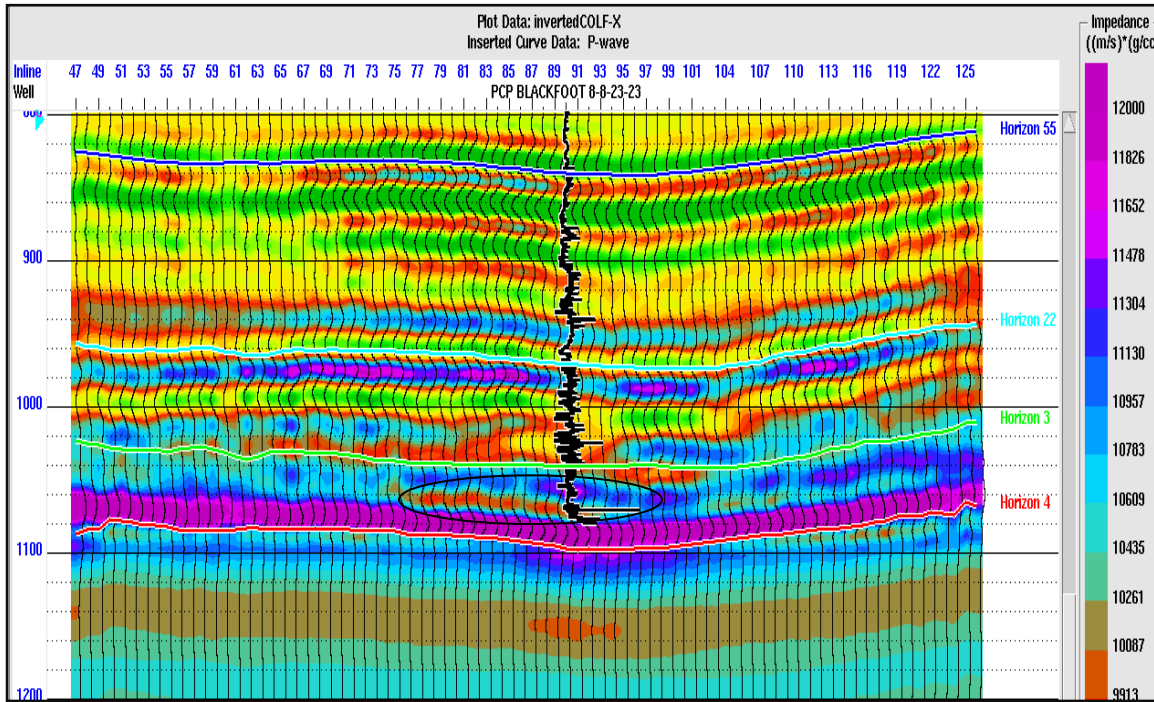 Plot Data: invertedCOLF-X
Inserted Curve Data: P-wave
Impedance
((m/s)*(g/cc
Inline 47 49 51 53 55 57 59 61 63 65 67 69 71 73 75 77 79 81 83 85 87 89 91 93 95 97 99 101 107 110 113 116 119 122 125
Well PCP BLACKFOOT 8-8-23-23
Horizon 55
900
Horizon 22
1000
Horizon 3
Horizon 4
1100
1200
12000
11826
11652
11478
11304
11130
10957
10783
10609
10435
10261
10087
9913